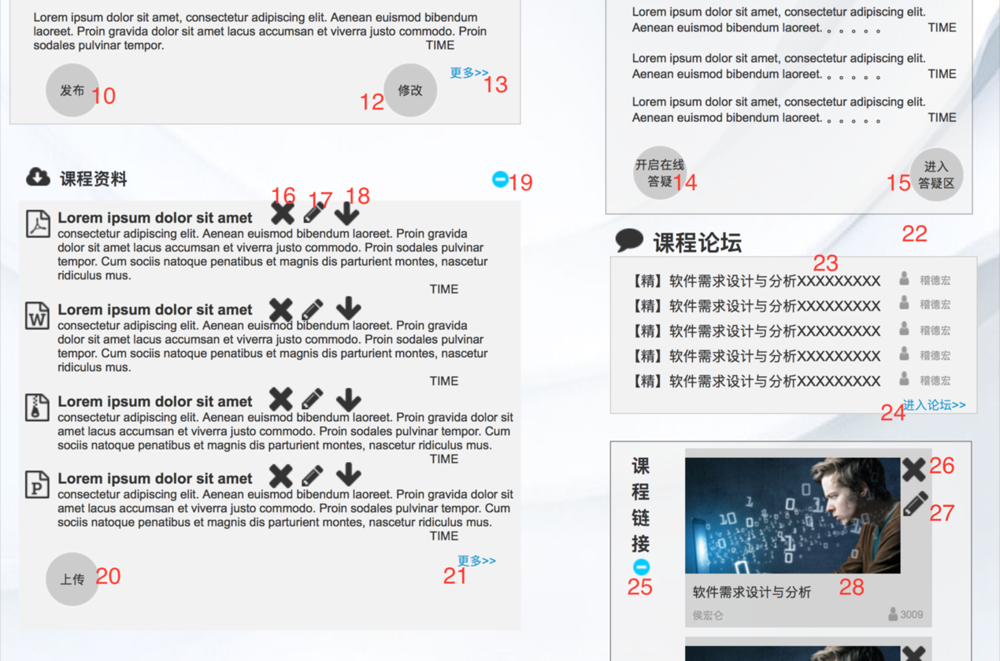 Lorem ipsum dolor sit amet, consectetur adipiscing elit. Aenean euismod bibendum
laoreet. Proin gravida dolor sit amet lacus accumsan et viverra justo commodo. Proin
sodales pulvinar tempor. TIME
更多>> 13
发布 10
12 修改
课程资料 19
16 17 18
Lorem ipsum dolor sit amet
consectetur adipiscing elit. Aenean euismod bibendum laoreet. Proin gravida
dolor sit amet lacus accumsan et viverra justo commodo. Proin sodales pulvinar
tempor. Cum sociis natoque penatibus et magnis dis parturient montes, nascetur
ridiculus mus.
TIME
W
Lorem ipsum dolor sit amet
consectetur adipiscing elit. Aenean euismod bibendum laoreet. Proin gravida
dolor sit amet lacus accumsan et viverra justo commodo. Proin sodales pulvinar
tempor. Cum sociis natoque penatibus et magnis dis parturient montes, nascetur
ridiculus mus.
TIME
Lorem ipsum dolor sit amet
consectetur adipiscing elit. Aenean euismod bibendum laoreet. Proin gravida dolor sit
amet lacus accumsan et viverra justo commodo. Proin sodales pulvinar tempor. Cum
sociis natoque penatibus et magnis dis parturient montes, nascetur ridiculus mus.
TIME
P
Lorem ipsum dolor sit amet
consectetur adipiscing elit. Aenean euismod bibendum laoreet. Proin gravida dolor sit
amet lacus accumsan et viverra justo commodo. Proin sodales pulvinar tempor. Cum
sociis natoque penatibus et magnis dis parturient montes, nascetur ridiculus mus.
TIME
更多>>
上传 20 21
Lorem ipsum dolor sit amet, consectetur adipiscing elit.
Aenean euismod bibendum laoreet. 。。。。。 TIME
Lorem ipsum dolor sit amet, consectetur adipiscing elit.
Aenean euismod bibendum laoreet. 。。。。。 TIME
Lorem ipsum dolor sit amet, consectetur adipiscing elit.
Aenean euismod bibendum laoreet. 。。。。。 TIME
开启在线
答疑 14
15 进入
答疑区
22
课程论坛
23
【精】软件需求设计与分析XXXXXXXXX 稽德宏
【精】软件需求设计与分析XXXXXXXXX 稽德宏
【精】软件需求设计与分析XXXXXXXXX 稽德宏
【精】软件需求设计与分析XXXXXXXXX 稽德宏
【精】软件需求设计与分析XXXXXXXXX 稽德宏
24 进入论坛>>
课
程
链
接
25
26
27
28
软件需求设计与分析
侯宏仑 3009